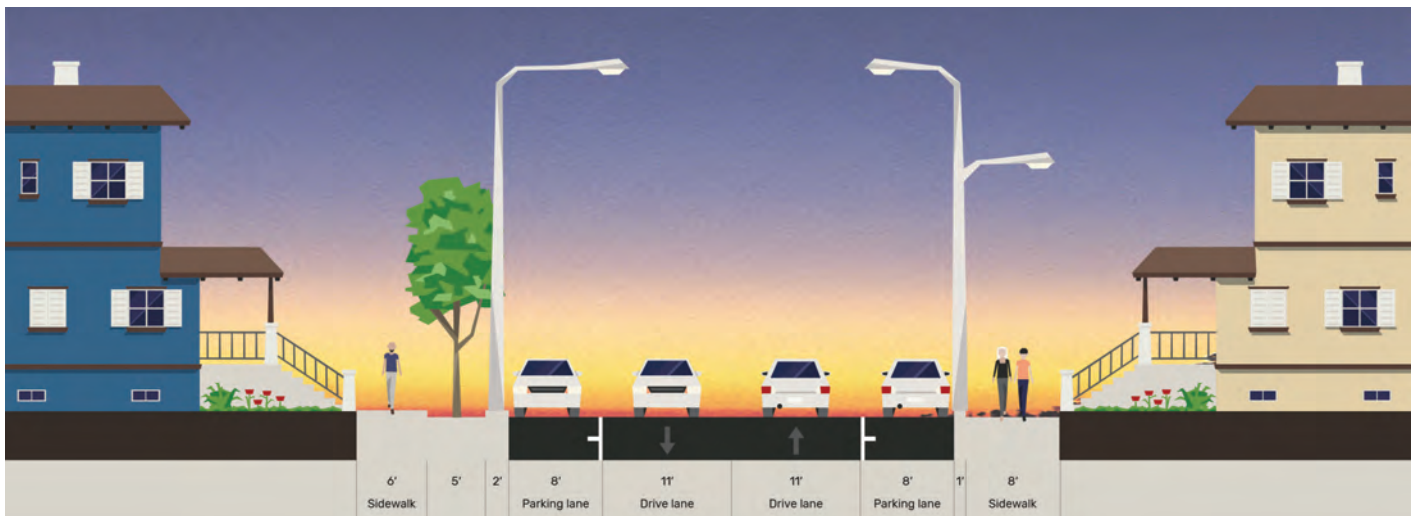 6' 5' 2' 8' 11' 11' 8' 1' 8'
Sidewalk Parking lane Drive lane Drive lane Parking lane Sidewalk